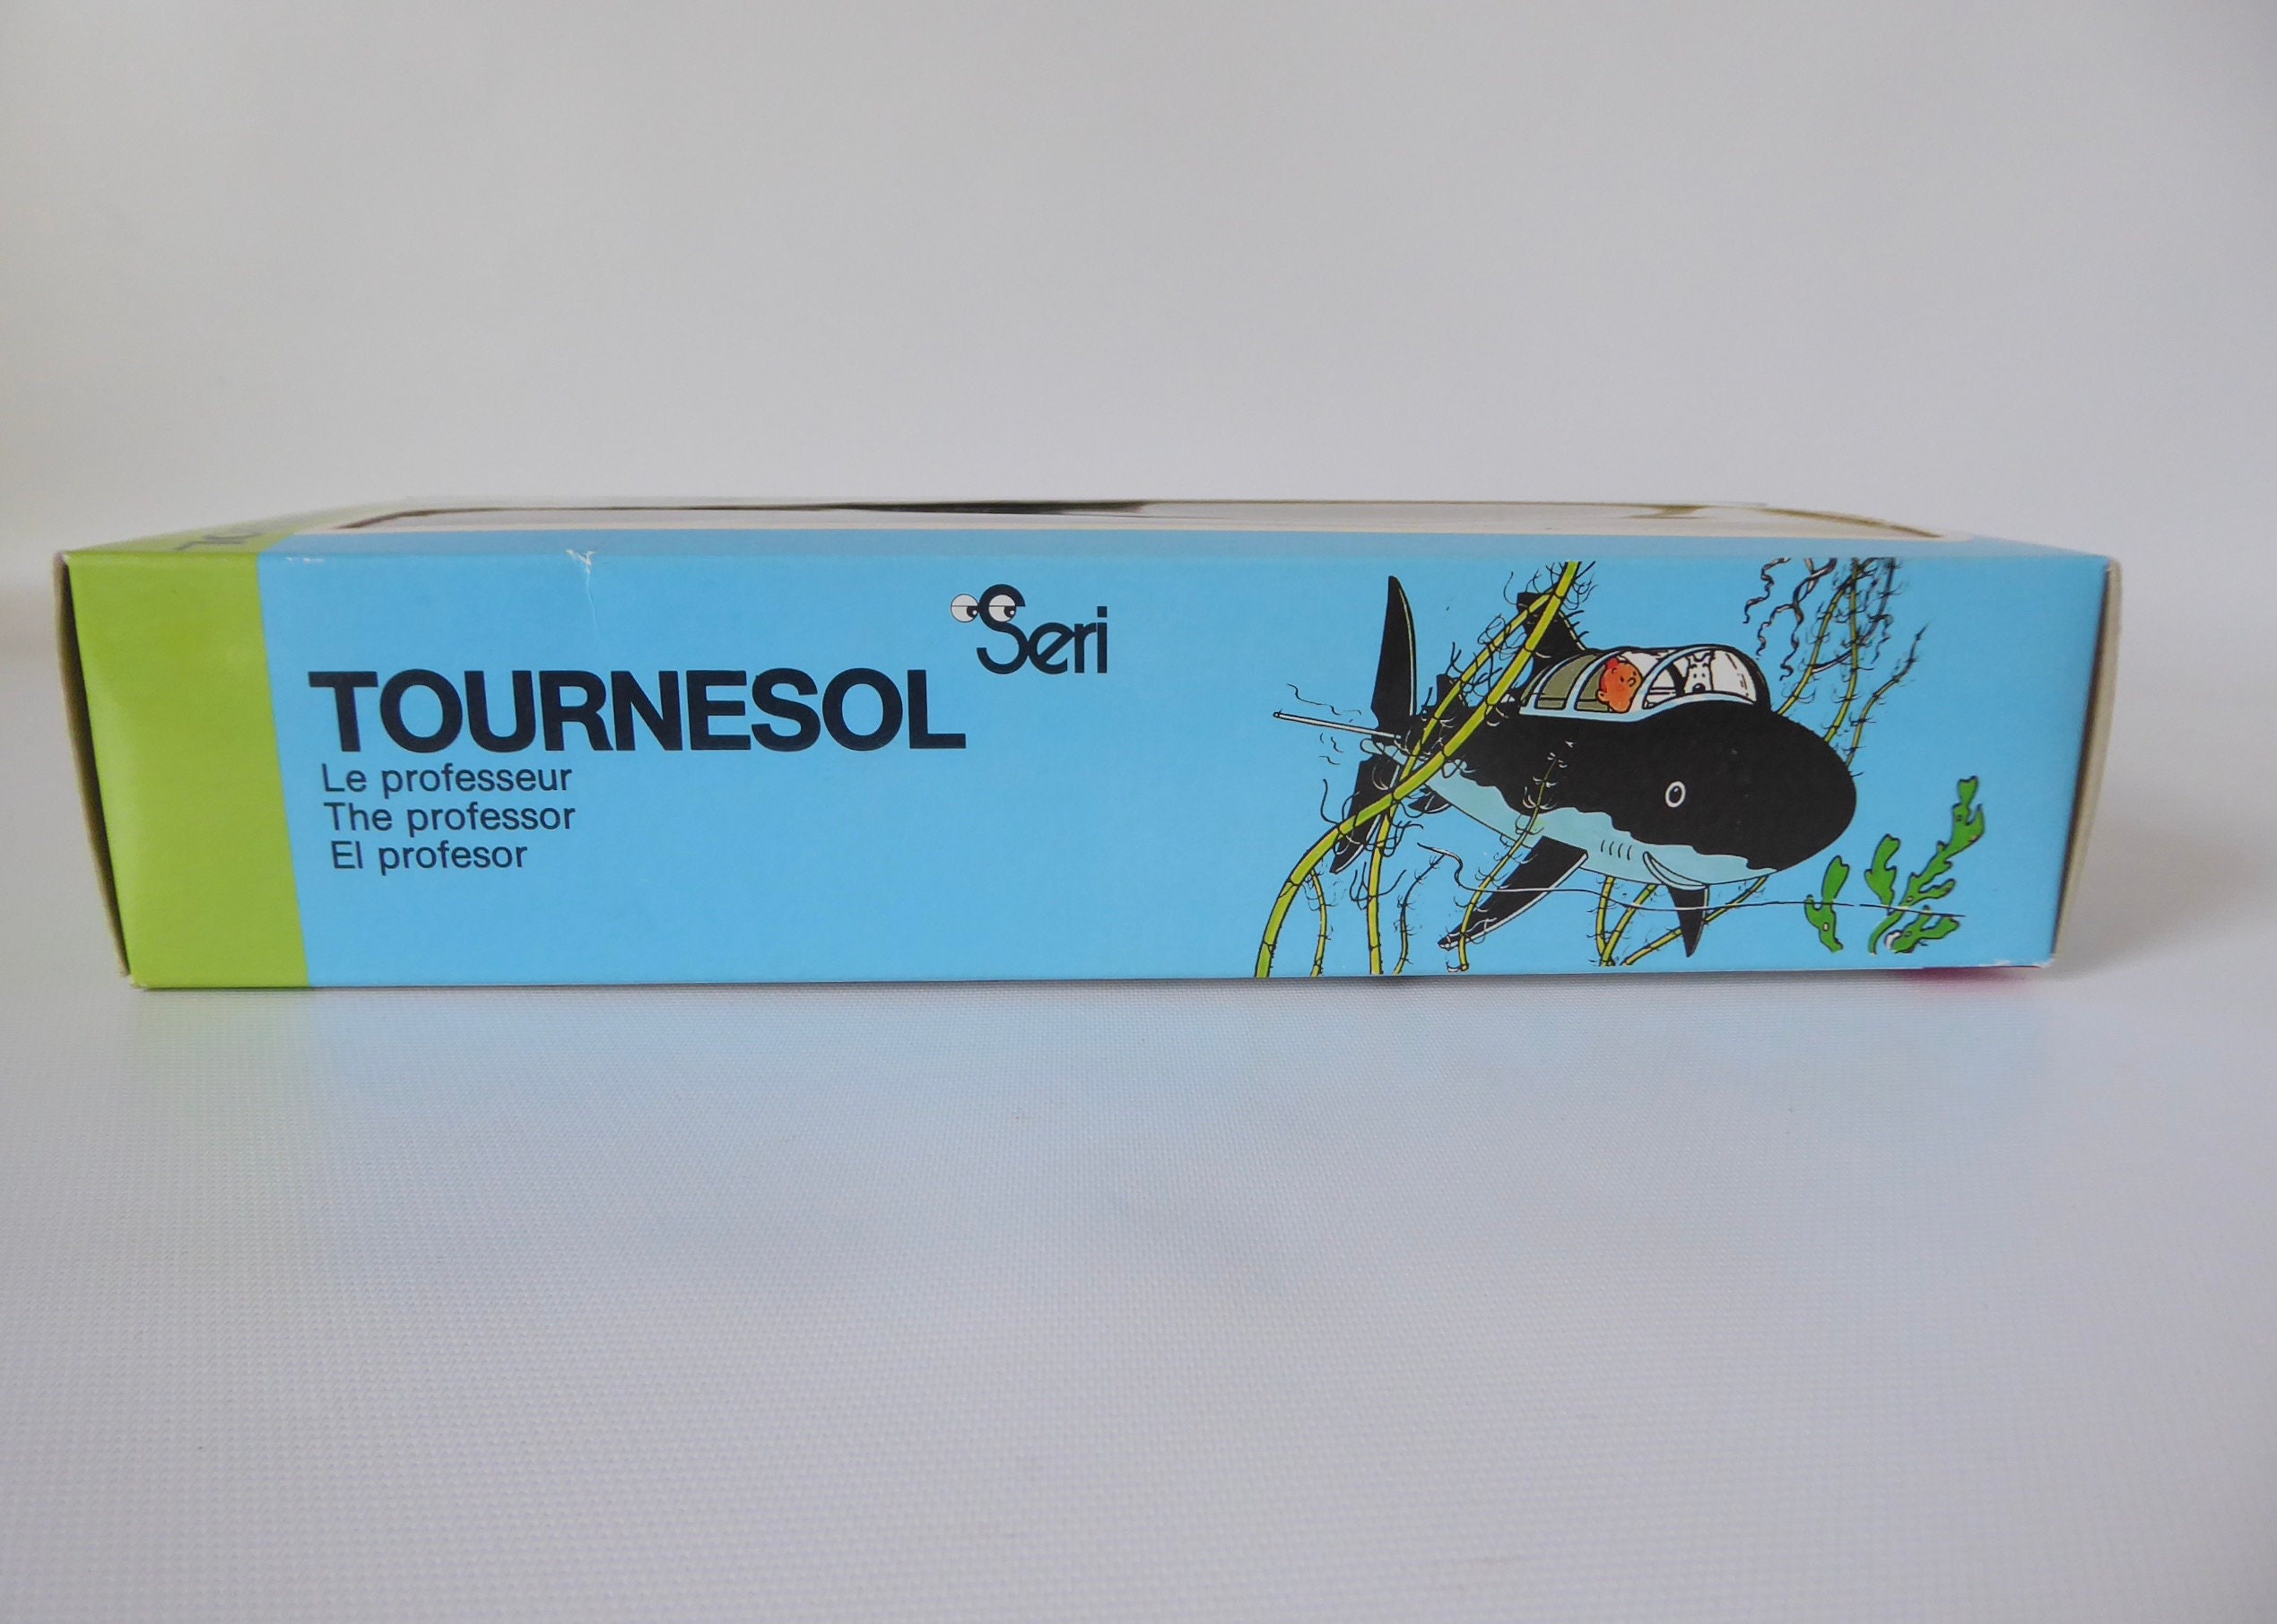 Seri
TOURNESOL
Le professeur
The professor
El profesor